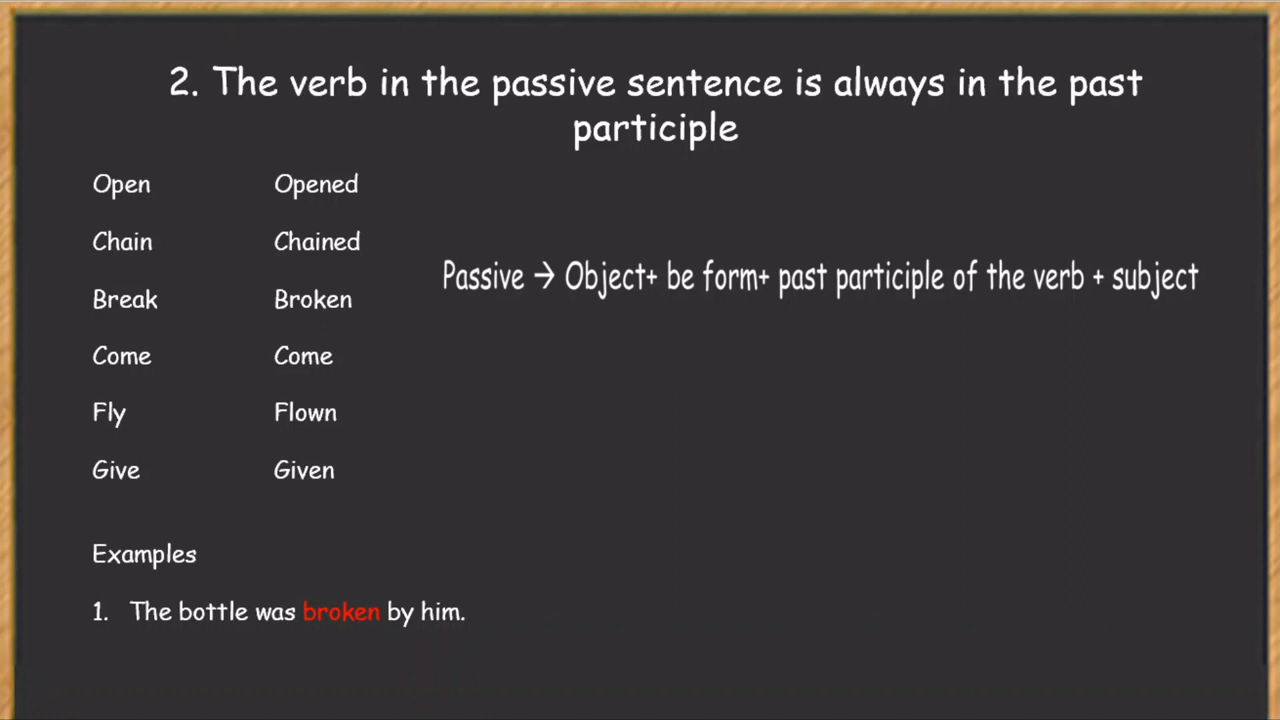 2. The verb in the passive sentence is always in the past
participle
Open Opened
Chain Chained
Passive → Object+ be form+ past participle of the verb + subject
Break Broken
Come Come
Fly Flown
Give Given
Examples
1. The bottle was broken by him.